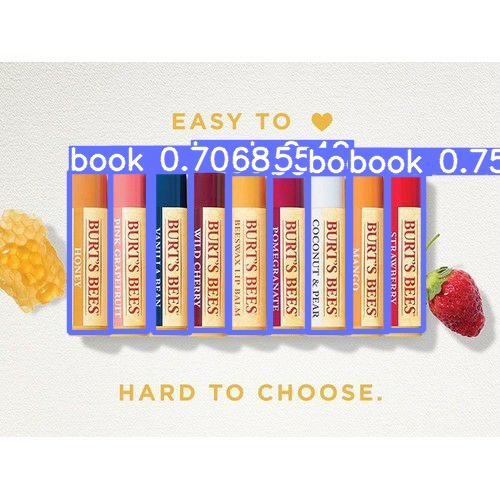 EASY TO
book 0.7068554
bo
book 0.75
HONEY
BURT'S BEES
PINK GRAPEFRUIT
BURT'S BEES
VANILLA BEAN
BURT'S BEES
WILD CHERRY
BURT'S BEES
BEESWAX LIP BALM
BURT'S BEES
POMEGRANATE
BURT'S BEES
COCONUT & PEAR
BURT'S BEES
MANGO
BURT'S BEES
STRAWBERRY
BURT'S BEES
HARD TO CHOOSE.